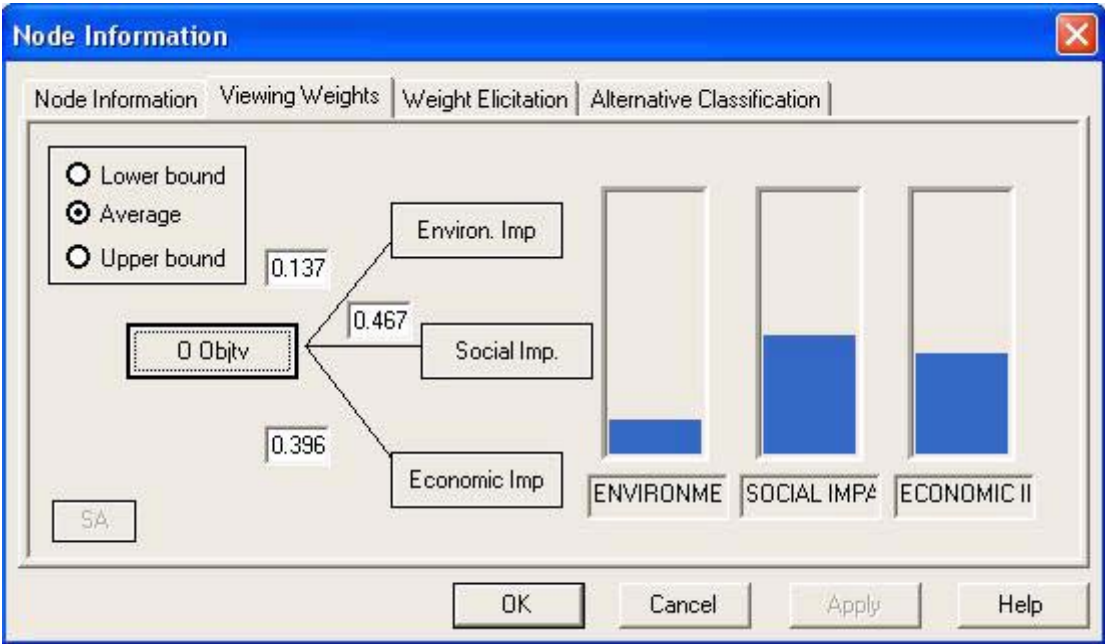 Node Information
Node Information Viewing Weights Weight Elicitation Alternative Classification
Lower bound
Average
Upper bound
Environ. Imp
0.137
0.467
O Objtv
Social Imp.
0.396
Economic Imp
ENVIRONME SOCIAL IMPA ECONOMIC II
SA
OK Cancel Apply Help